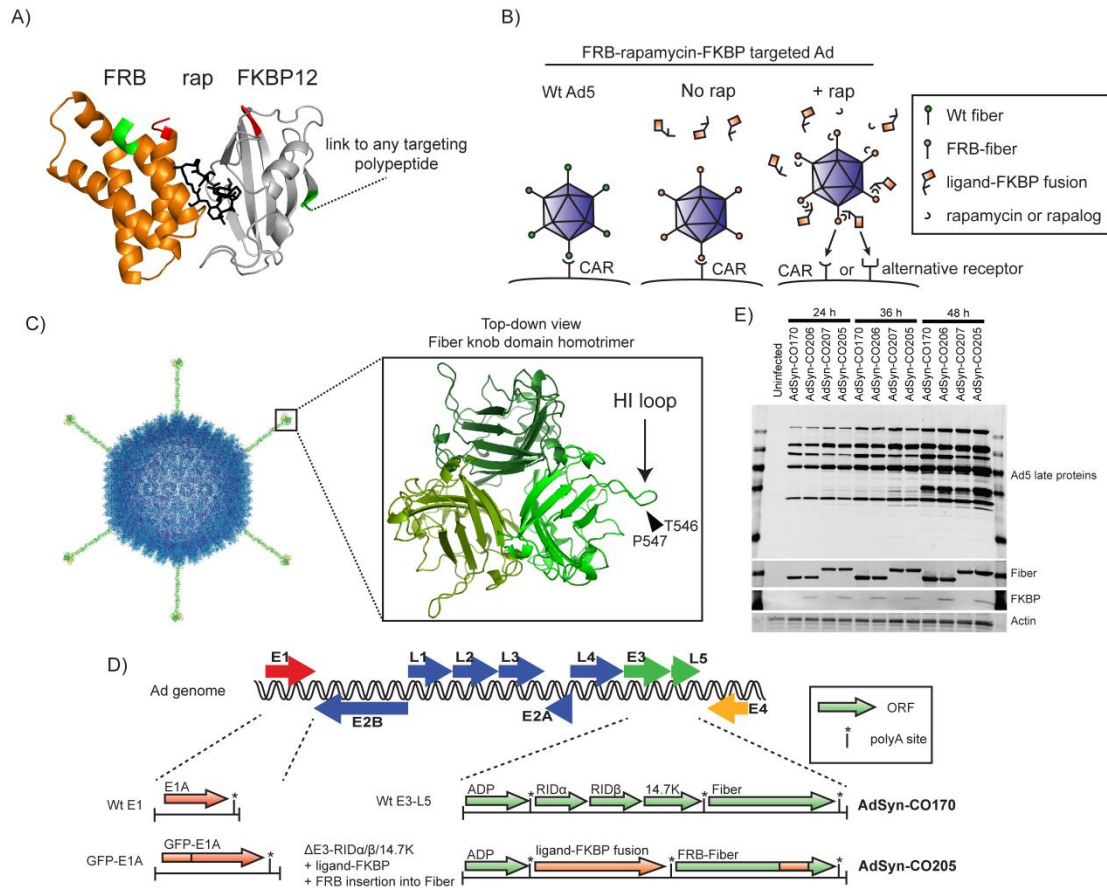 A)
FRB rap FKBP12
link to any targeting
polypeptide
B)
FRB-rapamycin-FKBP
targeted Ad
Wt Ad5
No rap
+ rap
CAR
CAR
CAR or
alternative receptor
Wt fiber
FRB-fiber
ligand-FKBP fusion
rapamycin or rapalog
C)
Top-down view
Fiber knob domain homotrimer
HI loop
T546
P547
E)
24 h 36 h 48 h
Uninfected
AdSyn-CO170
AdSyn-CO206
AdSyn-CO207
AdSyn-CO205
AdSyn-CO170
AdSyn-CO206
AdSyn-CO207
AdSyn-CO205
AdSyn-CO170
AdSyn-CO206
AdSyn-CO207
AdSyn-CO205
Ad5 late proteins
Fiber
FKBP
Actin
D)
E1 L1 L2 L3 L4 E3 L5
Ad genome
E2B E2A E4
ORF
* polyA site
Wt E1
E1A *
Wt E3-L5
ADP * RIDα RIDβ 14.7K * Fiber *
AdSyn-CO170
GFP-E1A
GFP-E1A *
ΔE3-RIDα/β/14.7K
+ ligand-FKBP
+ FRB insertion into Fiber
ADP * ligand-FKBP fusion * FRB-Fiber *
AdSyn-CO205